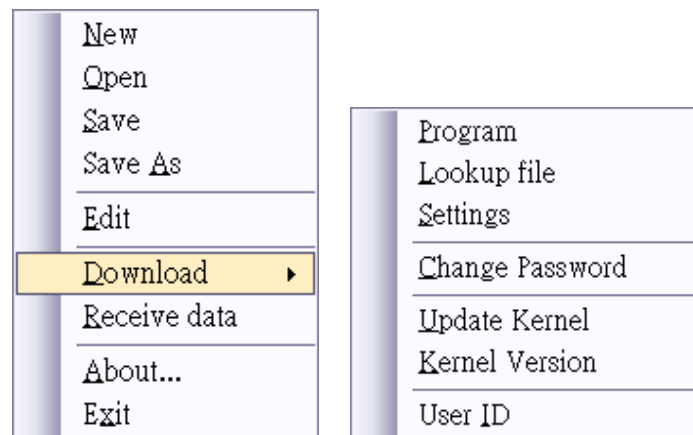 New
Open
Save
Save As
Edit
Download
Receive data
About...
Exit
Program
Lookup file
Settings
Change Password
Update Kernel
Kernel Version
User ID